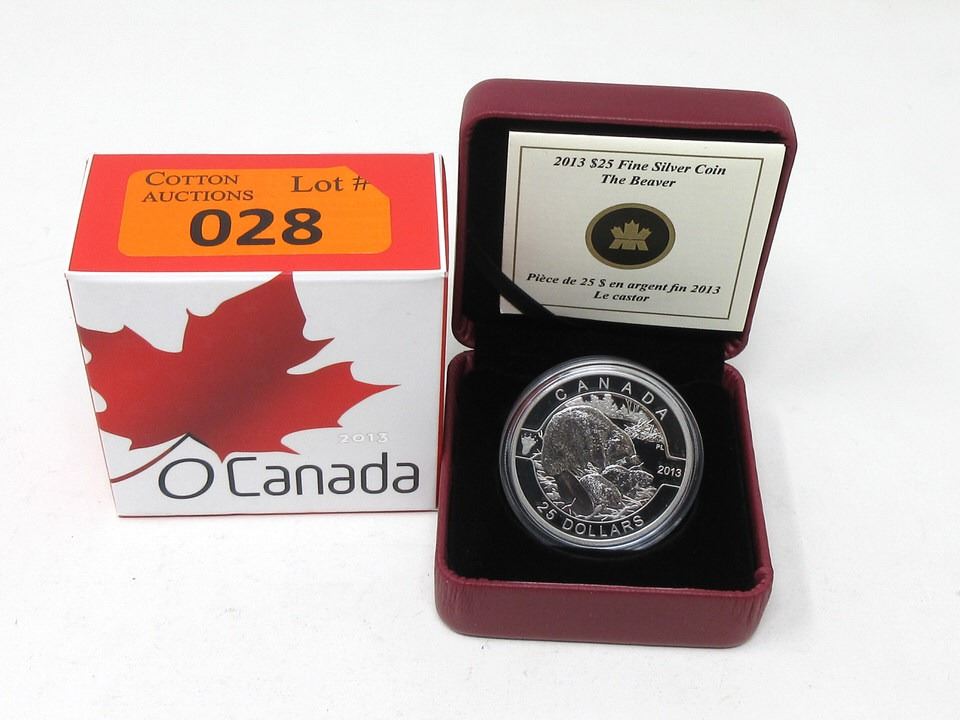 COTTON
AUCTIONS
Lot #
028
2013
O Canada
2013 $25 Fine Silver Coin
The Beaver
Pièce de 25 $ en argent fin 2013
Le castor
CANADA
PL
2013
25 DOLLARS